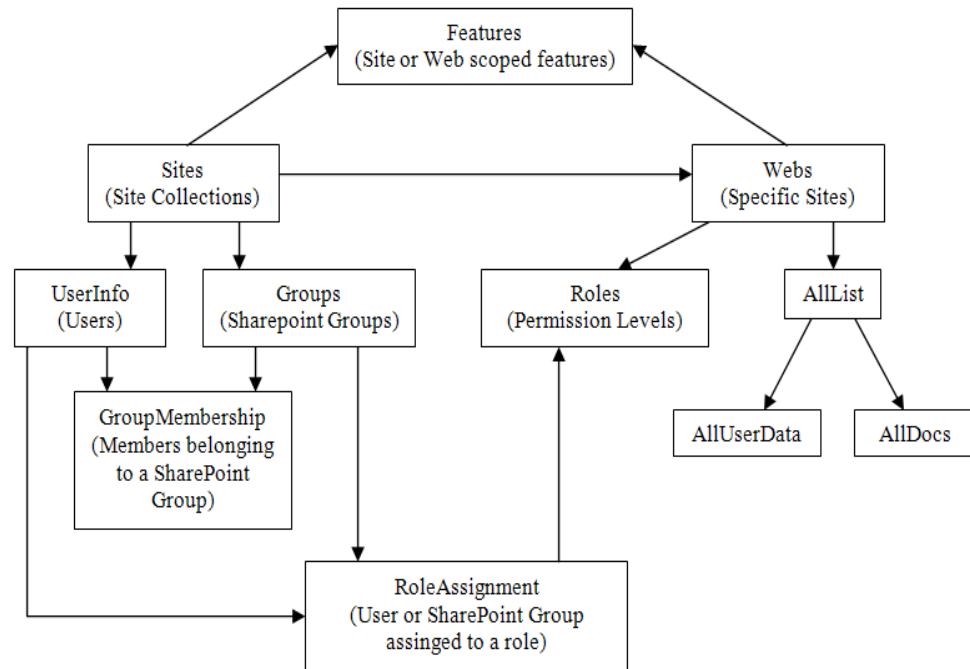 Features
(Site or Web scoped features)
Sites
(Site Collections)
Webs
(Specific Sites)
UserInfo
(Users)
Groups
(Sharepoint Groups)
Roles
(Permission Levels)
AllList
GroupMembership
(Members belonging
to a SharePoint
Group)
AllUserData
AllDocs
RoleAssignment
(User or SharePoint Group
assinged to a role)